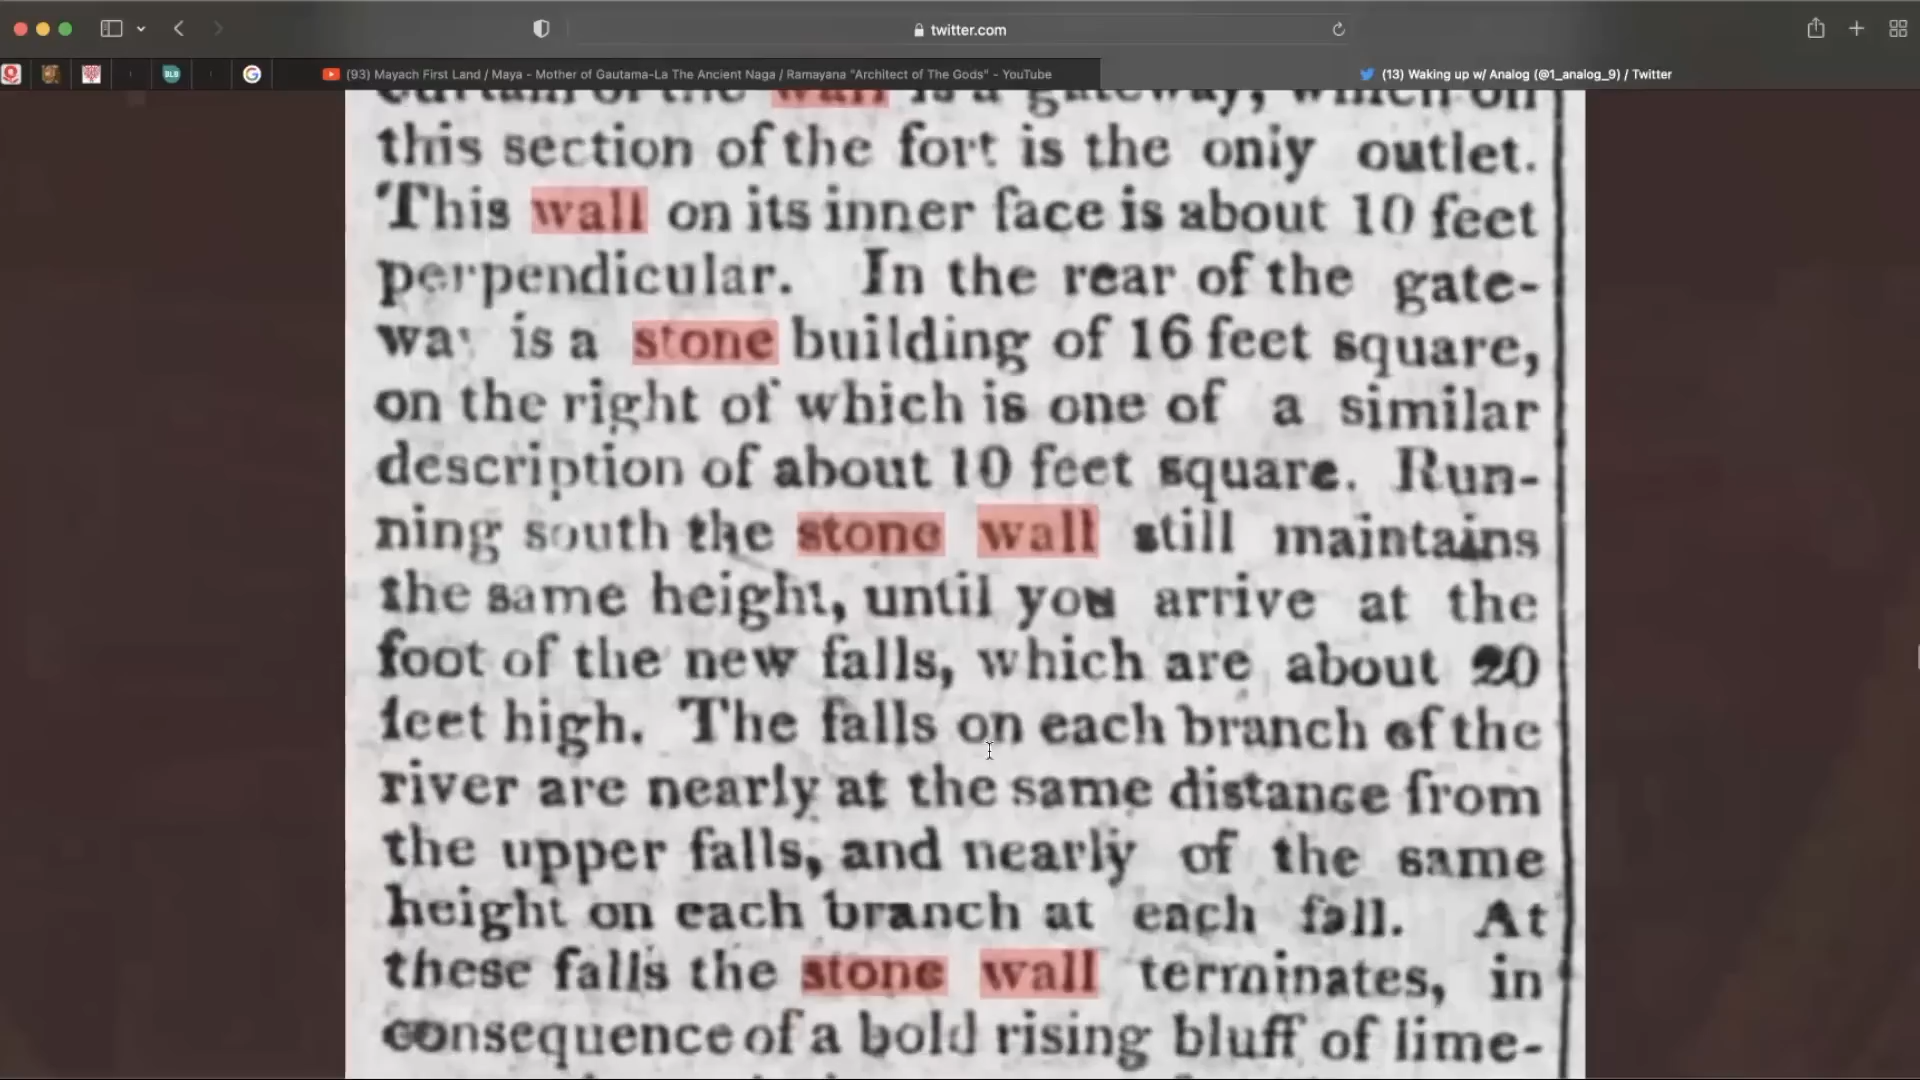 twitter.com
(93) Mayach First Land / Maya - Mother of Gautama-La The Ancient Naga / Ramayana "Architect of The Gods" - YouTube
(13) Waking up w/ Analog (@1_analog_9) / Twitter
curtain of the wall is a gateway, which on
this section of the fort is the only outlet.
This wall on its inner face is about 10 feet
perpendicular. In the rear of the gate-
way is a stone building of 16 feet square,
on the right of which is one of a similar
description of about 10 feet square. Run-
ning south the stone wall still maintains
the same height, until you arrive at the
foot of the new falls, which are about 20
feet high. The falls on each branch of the
river are nearly at the same distance from
the upper falls, and nearly of the same
height on each branch at each fall. At
these falls the stone wall terminates, in
consequence of a bold rising bluff of lime-